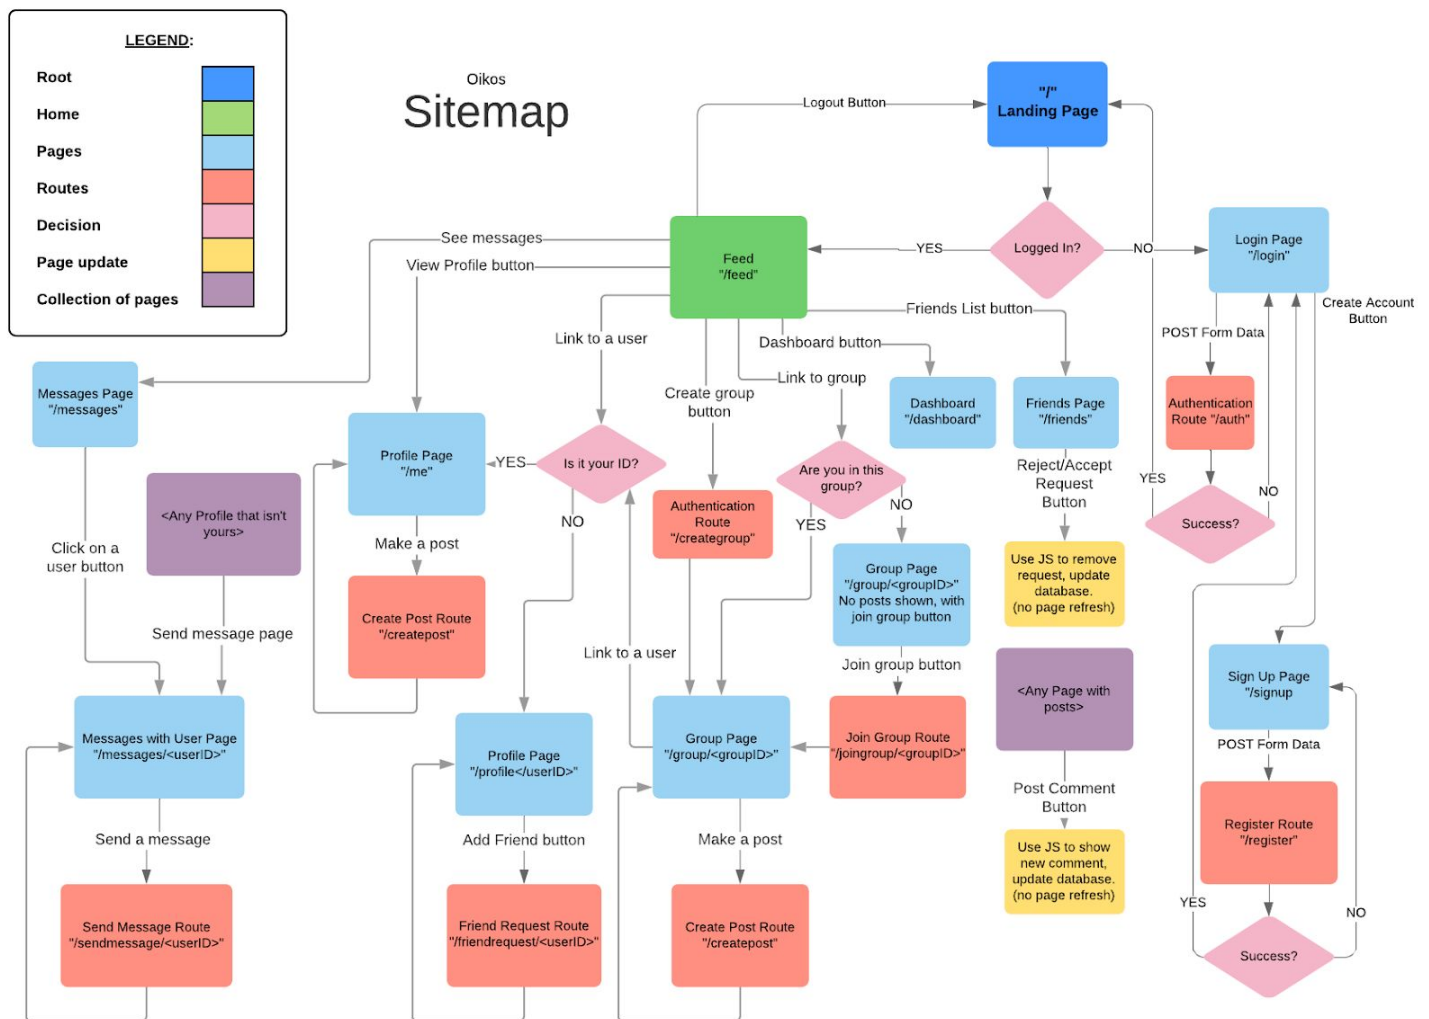 LEGEND:
Root
Home
Pages
Routes
Decision
Page update
Collection of pages
Oikos
Sitemap
Logout Button
"/"
Landing Page
Logged In?
YES
NO
Login Page
"/login"
Feed
"/feed"
See messages
View Profile button
Link to a user
Create group
button
Link to group
Dashboard button
Friends List button
Create Account
Button
POST Form Data
Authentication
Route "/auth"
Success?
YES
NO
Messages Page
"/messages"
Profile Page
"/me"
YES
Is it your ID?
NO
Dashboard
"/dashboard"
Friends Page
"/friends"
Are you in this
group?
YES
NO
Reject/Accept
Request
Button
Authentication
Route
"/creategroup"
<Any Profile that isn't
yours>
Click on a
user button
Make a post
Create Post Route
"/createpost"
Send message page
Group Page
"/group/<groupID>"
No posts shown, with
join group button
Use JS to remove
request, update
database.
(no page refresh)
Link to a user
Join group button
<Any Page with
posts>
Sign Up Page
"/signup
Messages with User Page
"/messages/<userID>"
Profile Page
"/profile</userID>"
Group Page
"/group/<groupID>"
Join Group Route
"/joingroup/<groupID>"
POST Form Data
Post Comment
Button
Register Route
"/register"
Send a message
Add Friend button
Make a post
Use JS to show
new comment,
update database.
(no page refresh)
Send Message Route
"/sendmessage/<userID>"
Friend Request Route
"/friendrequest/<userID>"
Create Post Route
"/createpost"
YES
NO
Success?